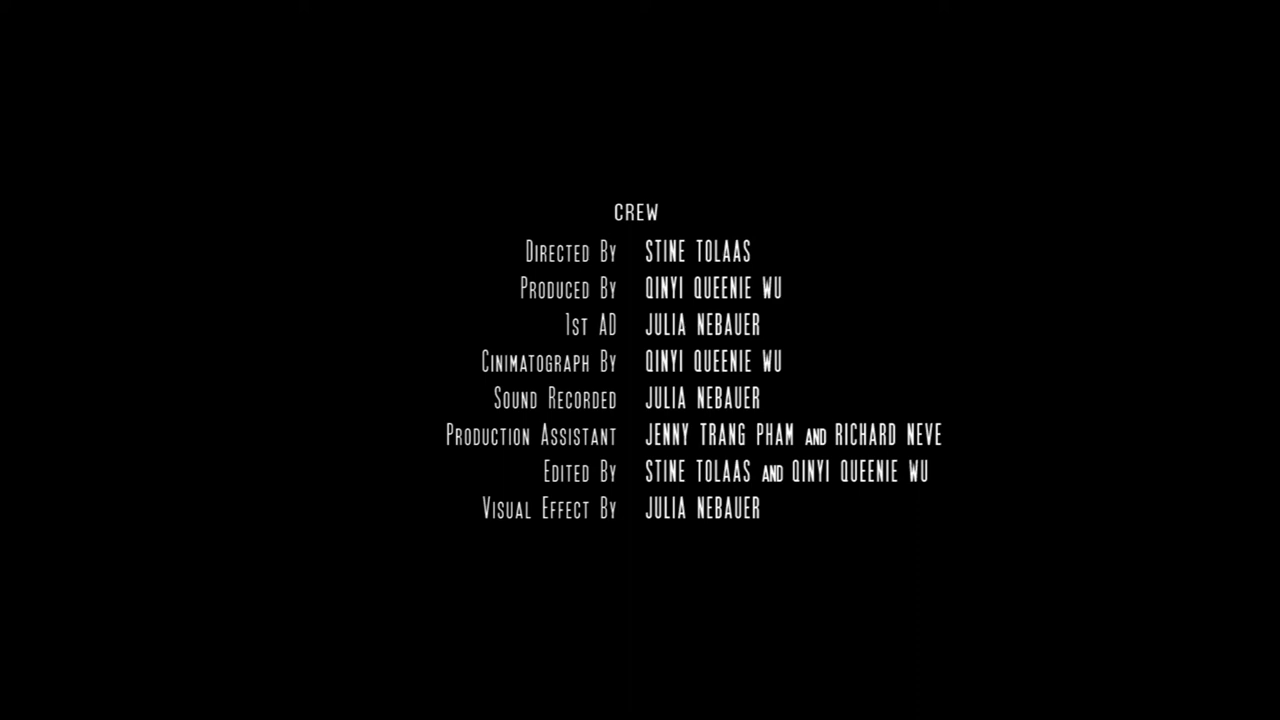 CREW
Directed By STINE TOLAAS
Produced By QINYI QUEENIE WU
1st AD JULIA NEBAUER
Cinimatograph By QINYI QUEENIE WU
Sound Recorded JULIA NEBAUER
Production Assistant JENNY TRANG PHAM AND RICHARD NEVE
Edited By STINE TOLAAS AND QINYI QUEENIE WU
Visual Effect By JULIA NEBAUER